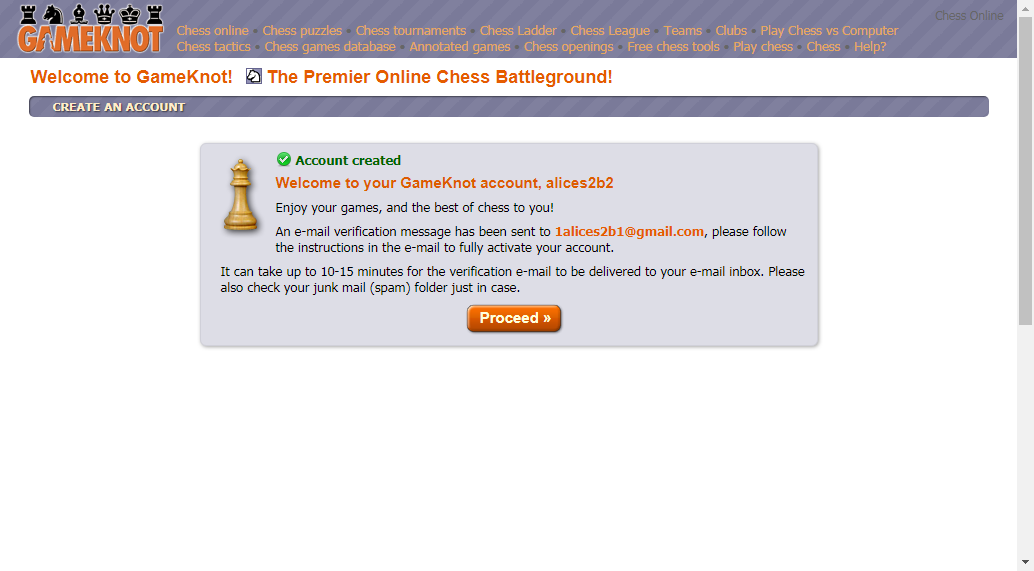 Chess Online
GAMEKNOT
Chess online • Chess puzzles • Chess tournaments • Chess Ladder • Chess League • Teams • Clubs • Play Chess vs Computer
Chess tactics • Chess games database • Annotated games • Chess openings • Free chess tools • Play chess • Chess • Help?
Welcome to GameKnot! The Premier Online Chess Battleground!
CREATE AN ACCOUNT
Account created
Welcome to your GameKnot account, alices2b2
Enjoy your games, and the best of chess to you!
An e-mail verification message has been sent to 1alices2b1@gmail.com, please follow
the instructions in the e-mail to fully activate your account.
It can take up to 10-15 minutes for the verification e-mail to be delivered to your e-mail inbox. Please
also check your junk mail (spam) folder just in case.
Proceed »